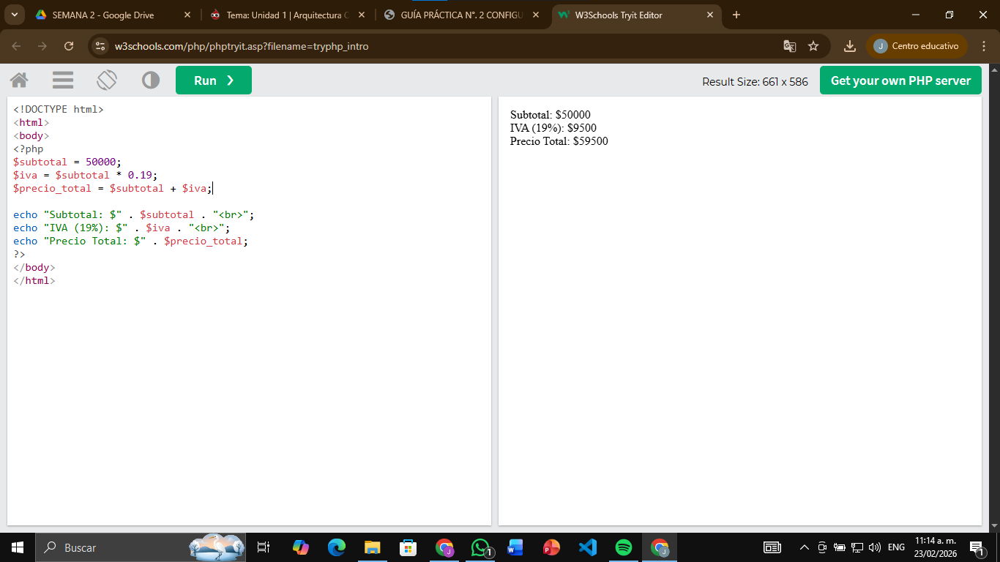 SEMANA 2 - Google Drive
Tema: Unidad 1 | Arquitectura C
GUÍA PRÁCTICA N°. 2 CONFIGU
W3Schools Tryit Editor
w3schools.com/php/phptryit.asp?filename=tryphp_intro
J Centro educativo
Run ❯
Result Size: 661 x 586
Get your own PHP server
<!DOCTYPE html>
<html>
<body>
<?php
$subtotal = 50000;
$iva = $subtotal * 0.19;
$precio_total = $subtotal + $iva;
echo "Subtotal: $" . $subtotal . "<br>";
echo "IVA (19%): $" . $iva . "<br>";
echo "Precio Total: $" . $precio_total;
?>
</body>
</html>
Subtotal: $50000
IVA (19%): $9500
Precio Total: $59500
Buscar
1
ENG
11:14 a. m.
23/02/2026
1